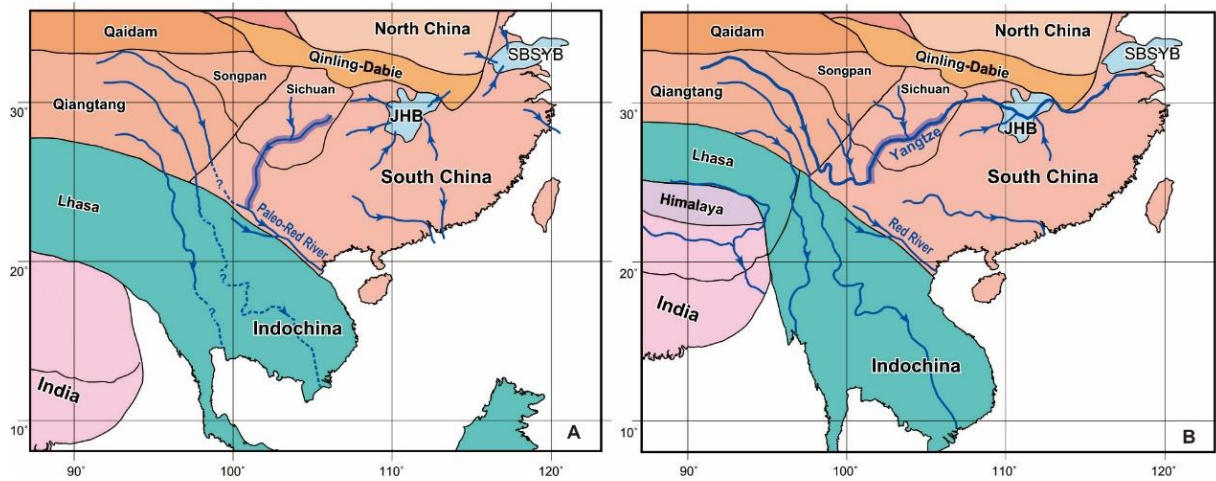 Qaidam
North China
SBSYB
Qinling-Dabie
Songpan
Sichuan
Qiangtang
30°
JHB
South China
Lhasa
Paleo-Red River
?
?
20°
Indochina
India
10°
A
90°
100°
110°
120°
Qaidam
North China
SBSYB
Qinling-Dabie
Songpan
Sichuan
Qiangtang
30°
JHB
Yangtze
Lhasa
South China
Himalaya
Red River
20°
India
Indochina
10°
B
90°
100°
110°
120°